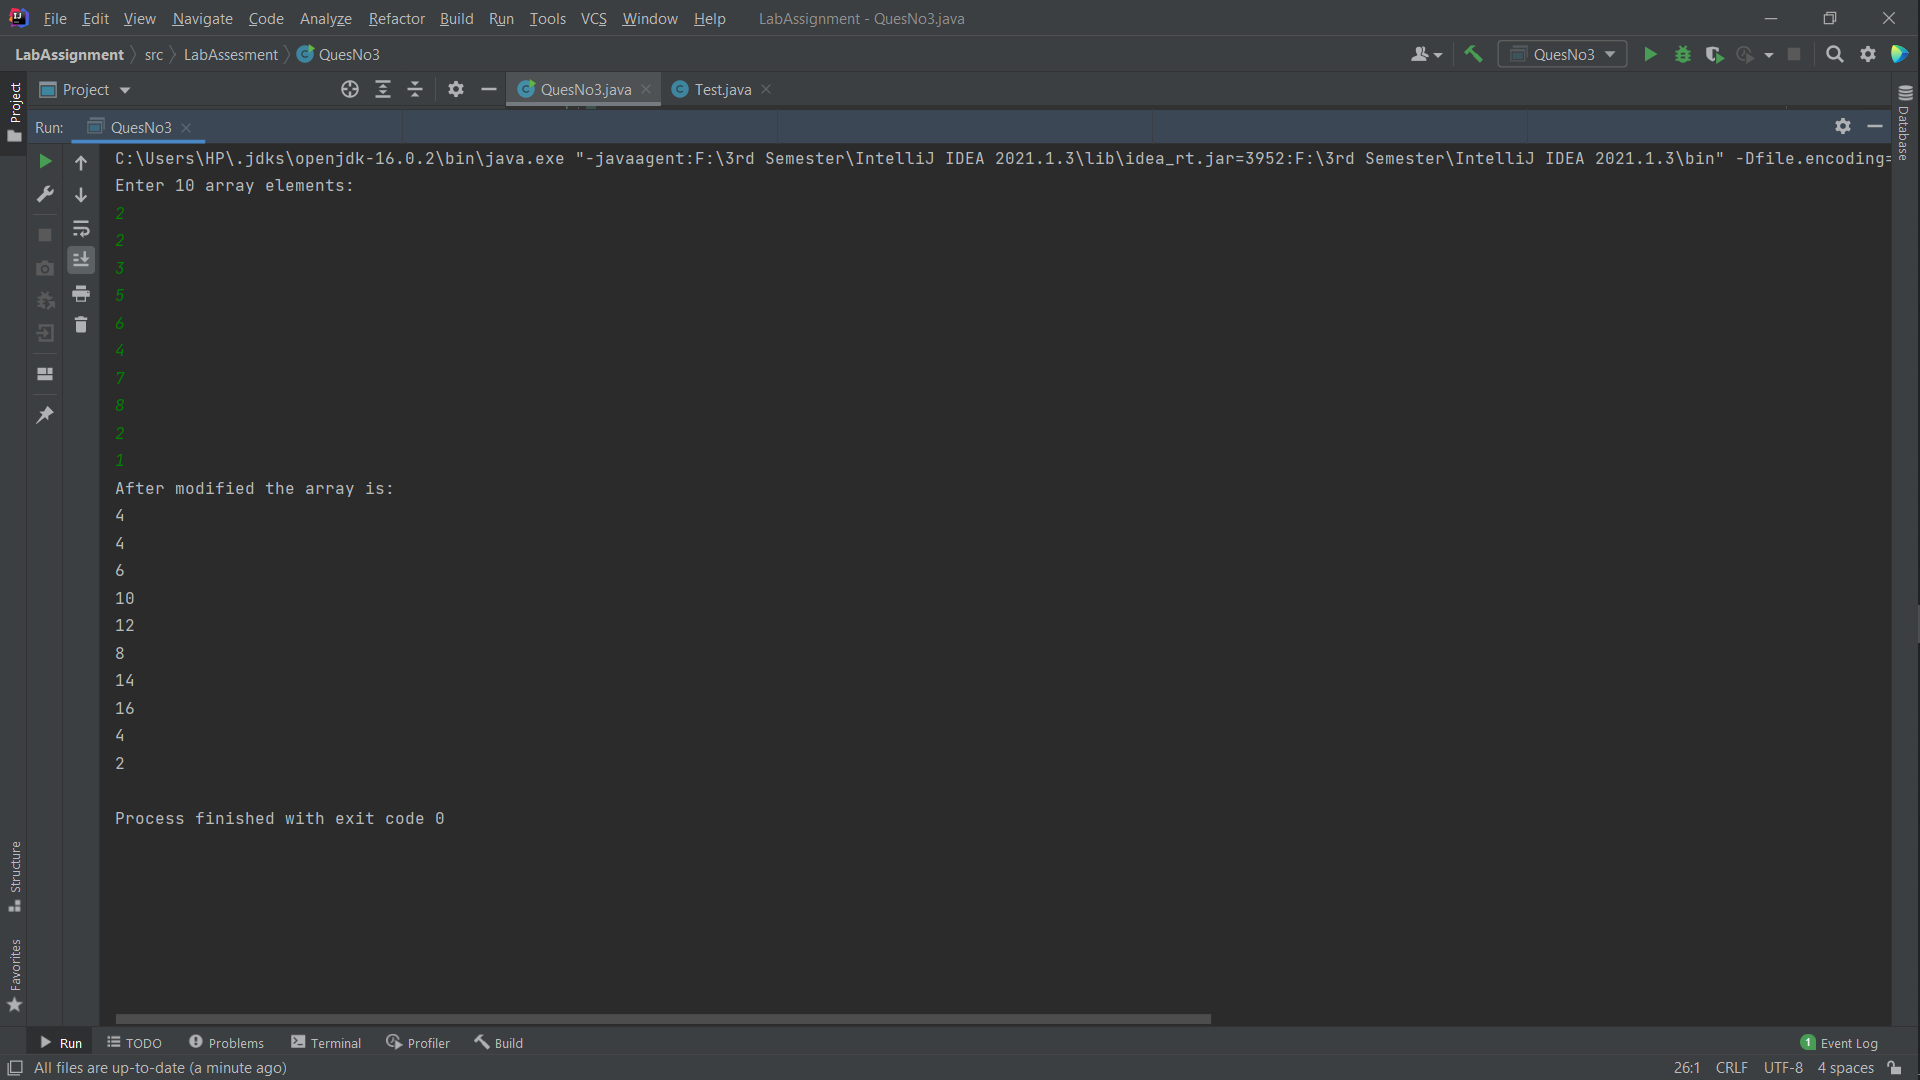 File Edit View Navigate Code Analyze Refactor Build Run Tools VCS Window Help LabAssignment - QuesNo3.java
LabAssignment src LabAssesment QuesNo3 QuesNo3
Project QuesNo3.java Test.java
Project
Database
Run: QuesNo3
C:\Users\HP\.jdks\openjdk-16.0.2\bin\java.exe "-javaagent:F:\3rd Semester\IntelliJ IDEA 2021.1.3\lib\idea_rt.jar=3952:F:\3rd Semester\IntelliJ IDEA 2021.1.3\bin" -Dfile.encoding=
Enter 10 array elements:
2
2
3
5
6
4
7
8
2
1
After modified the array is:
4
4
6
10
12
8
14
16
4
2
Process finished with exit code 0
Structure
Favorites
Run TODO Problems Terminal Profiler Build 1 Event Log
All files are up-to-date (a minute ago) 26:1 CRLF UTF-8 4 spaces